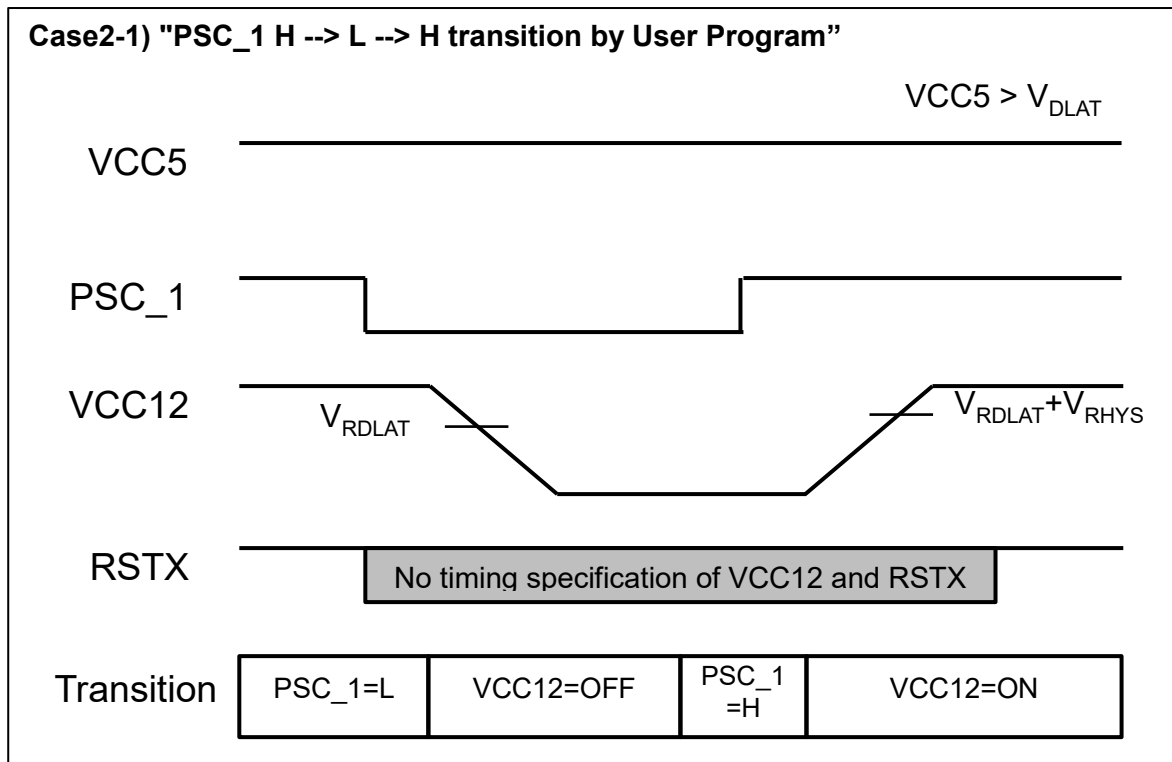 Case2-1) "PSC_1 H --> L --> H transition by User Program”
VCC5 > VDLAT
VCC5
PSC_1
VCC12
VRDLAT
VRDLAT+VRHYS
RSTX
No timing specification of VCC12 and RSTX
Transition
PSC_1=L
VCC12=OFF
PSC_1
=H
VCC12=ON